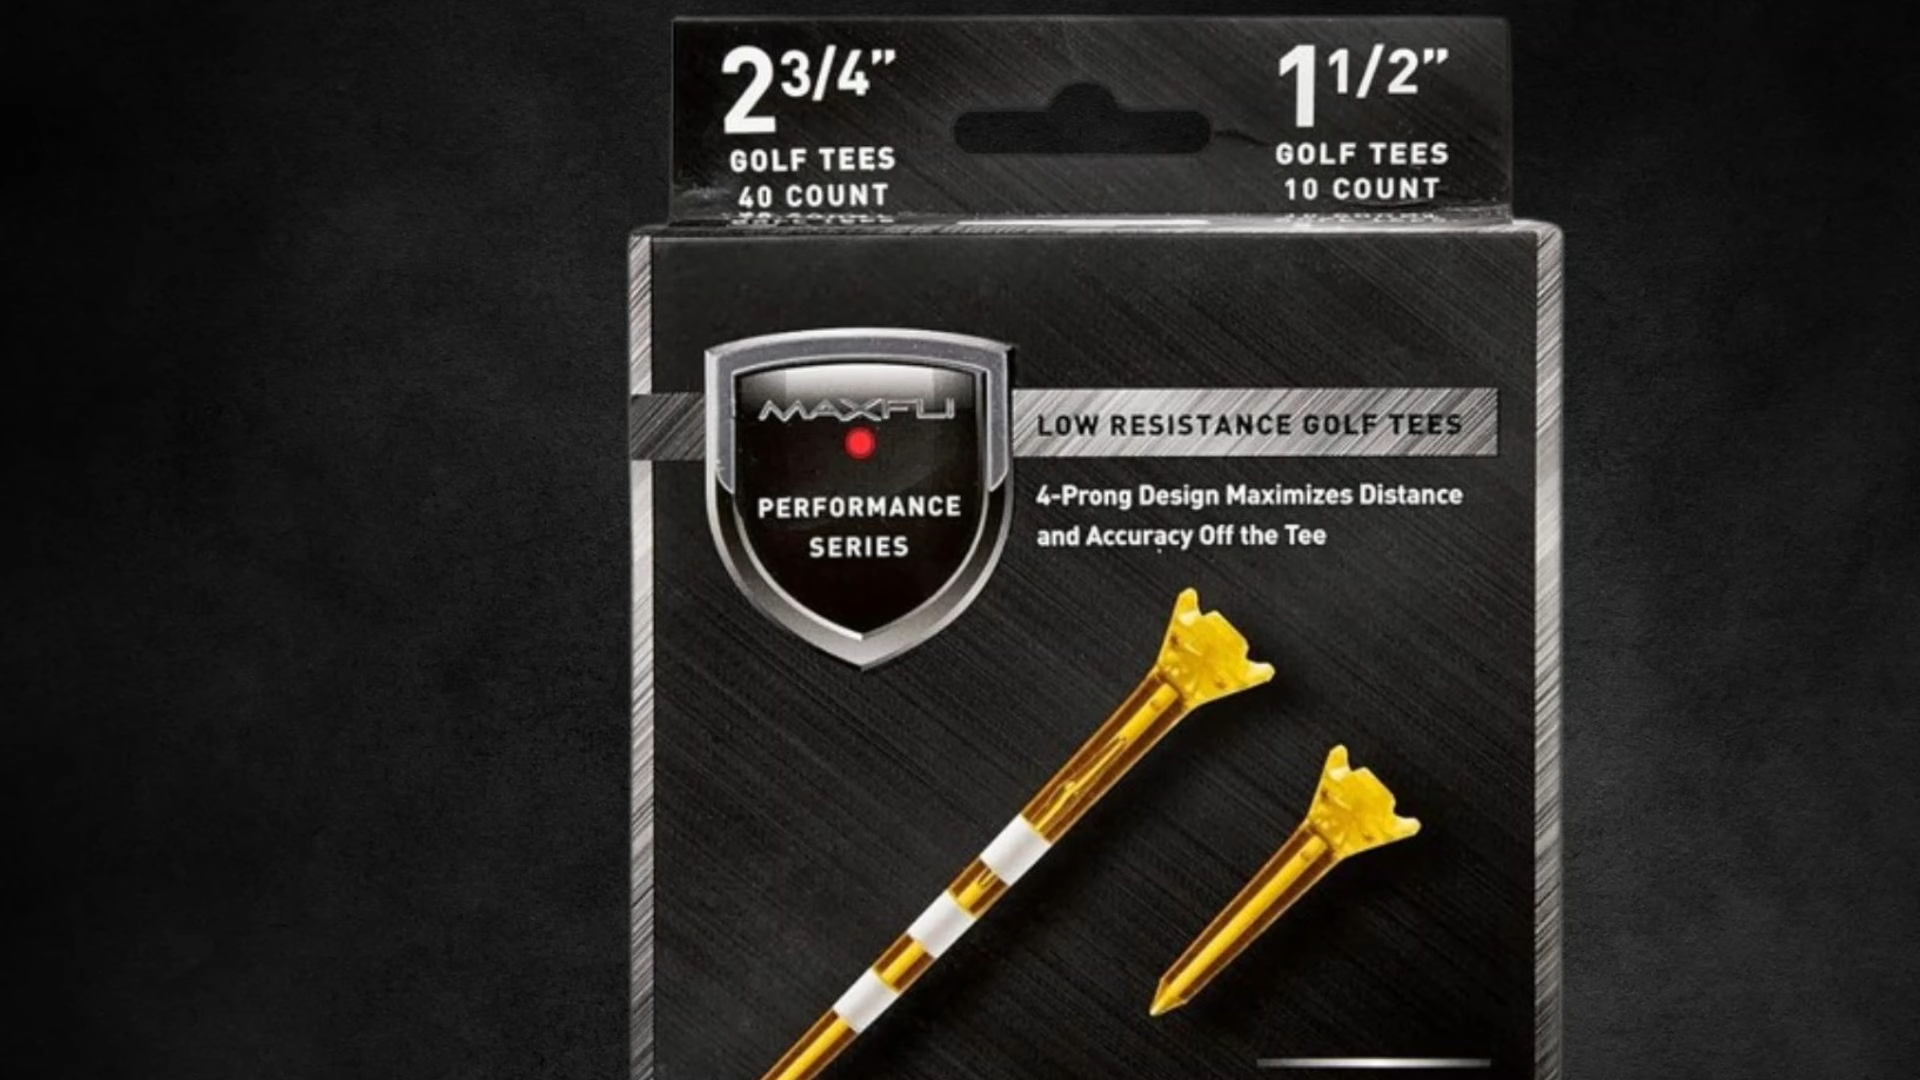 2 3/4” 1 1/2”
GOLF TEES GOLF TEES
40 COUNT 10 COUNT
MAXFLI
LOW RESISTANCE GOLF TEES
PERFORMANCE
SERIES
4-Prong Design Maximizes Distance
and Accuracy Off the Tee